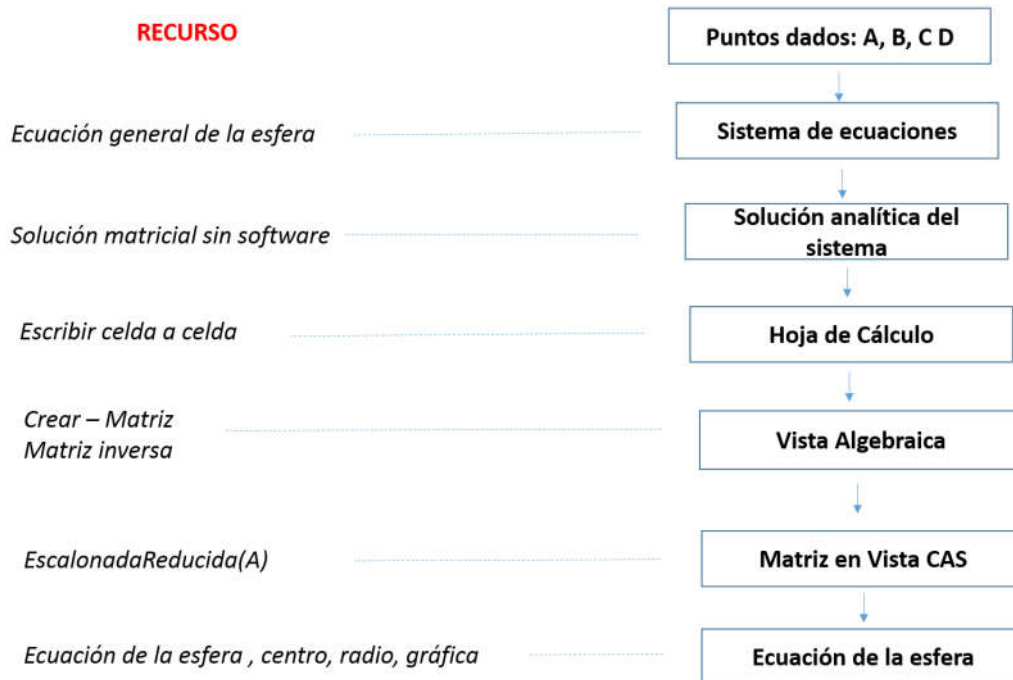 RECURSO
Puntos dados: A, B, C D
Ecuación general de la esfera
Sistema de ecuaciones
Solución matricial sin software
Solución analítica del
sistema
Escribir celda a celda
Hoja de Cálculo
Crear – Matriz
Matriz inversa
Vista Algebraica
EscalonadaReducida(A)
Matriz en Vista CAS
Ecuación de la esfera , centro, radio, gráfica
Ecuación de la esfera